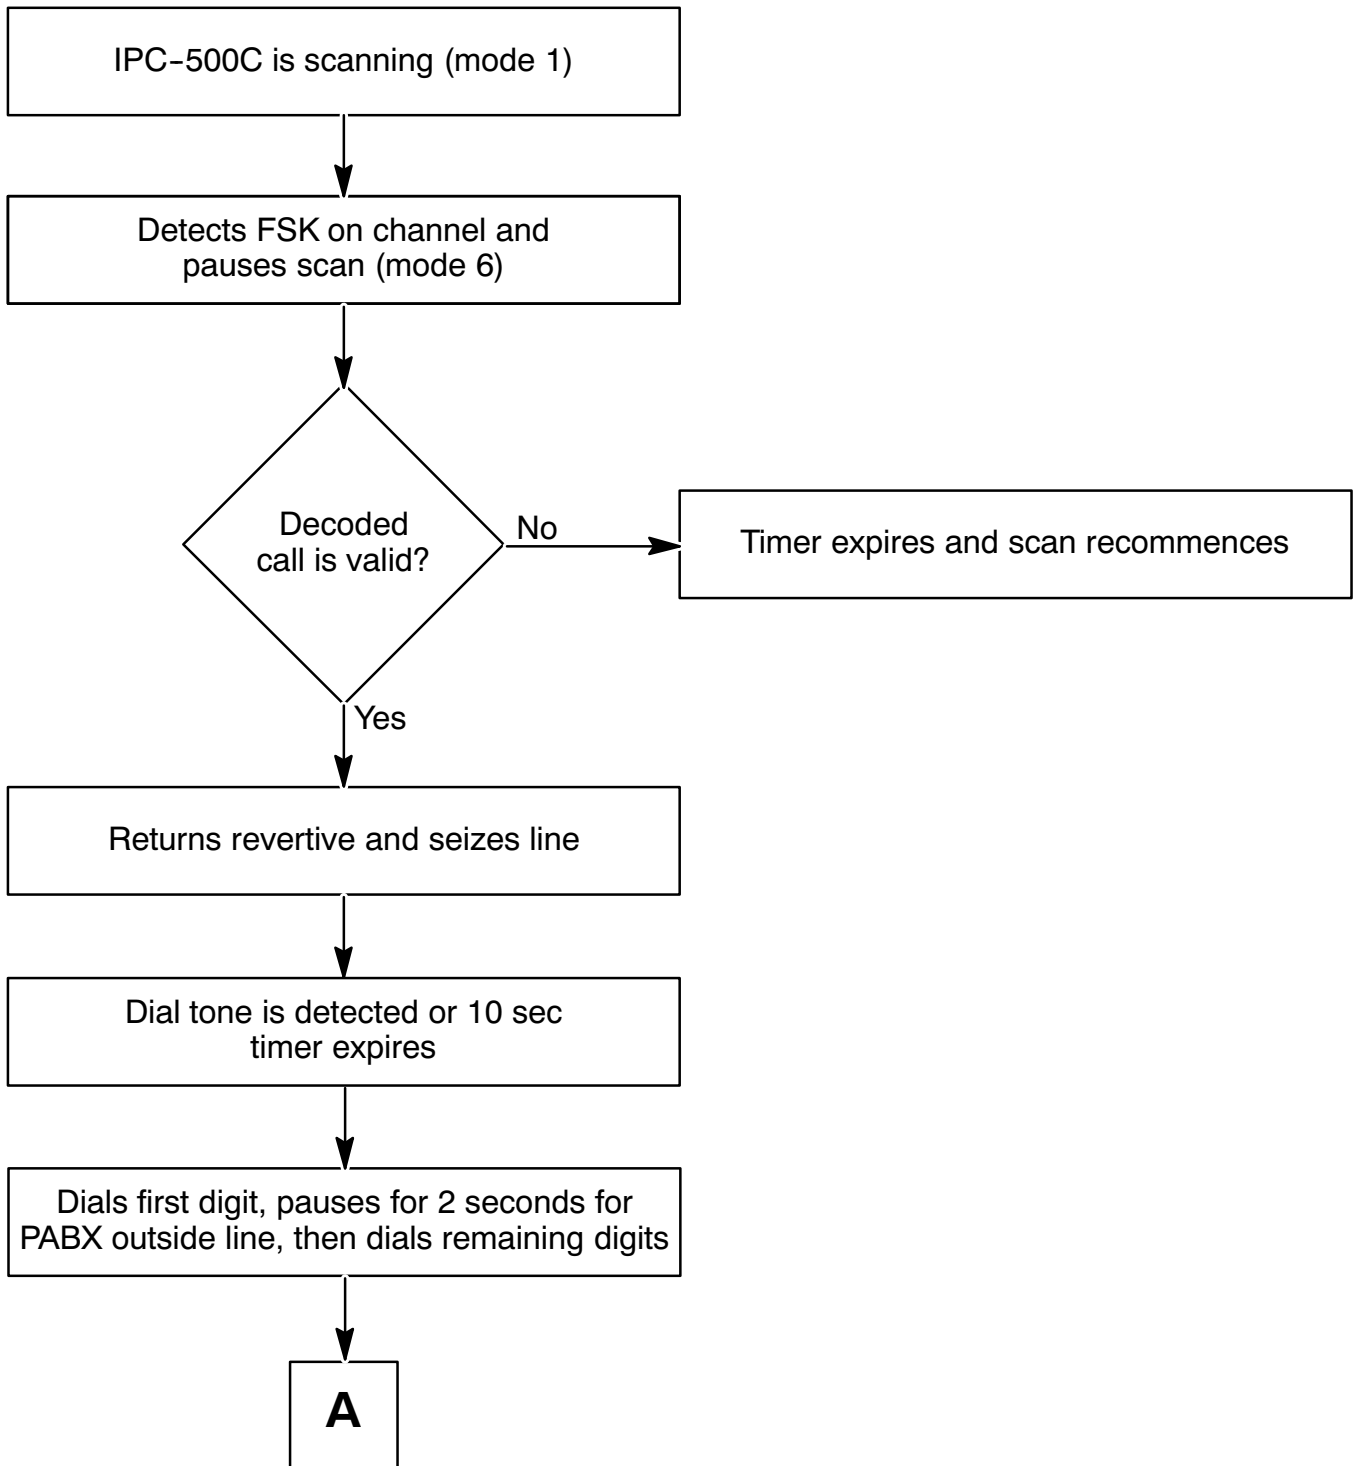 IPC-500C is scanning (mode 1)
Detects FSK on channel and
pauses scan (mode 6)
Decoded
call is valid?
No
Timer expires and scan recommences
Yes
Returns revertive and seizes line
Dial tone is detected or 10 sec
timer expires
Dials first digit, pauses for 2 seconds for
PABX outside line, then dials remaining digits
A